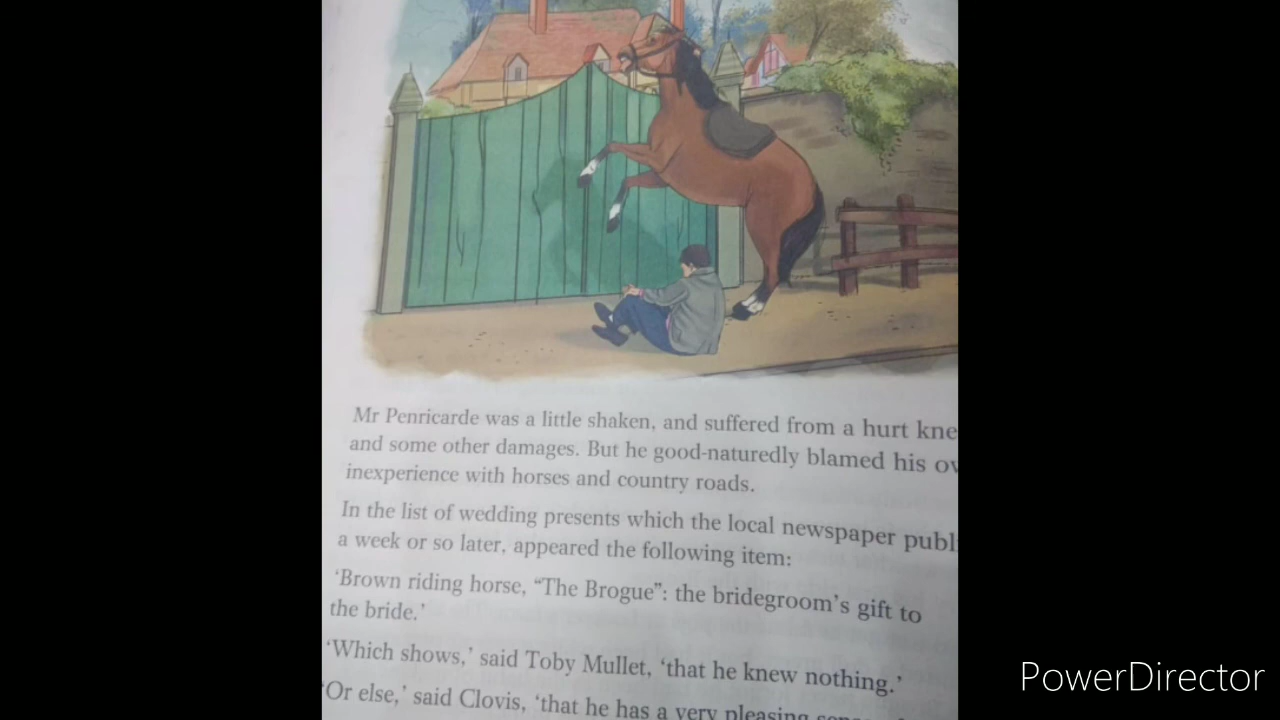 Mr Penricarde was a little shaken, and suffered from a hurt kne
and some other damages. But he good-naturedly blamed his ov
inexperience with horses and country roads.
In the list of wedding presents which the local newspaper publ
a week or so later, appeared the following item:
‘Brown riding horse, “The Brogue”: the bridegroom’s gift to
the bride.’
‘Which shows,’ said Toby Mullet, ‘that he knew nothing.’
‘Or else,’ said Clovis, ‘that he has a very pleasing
PowerDirector